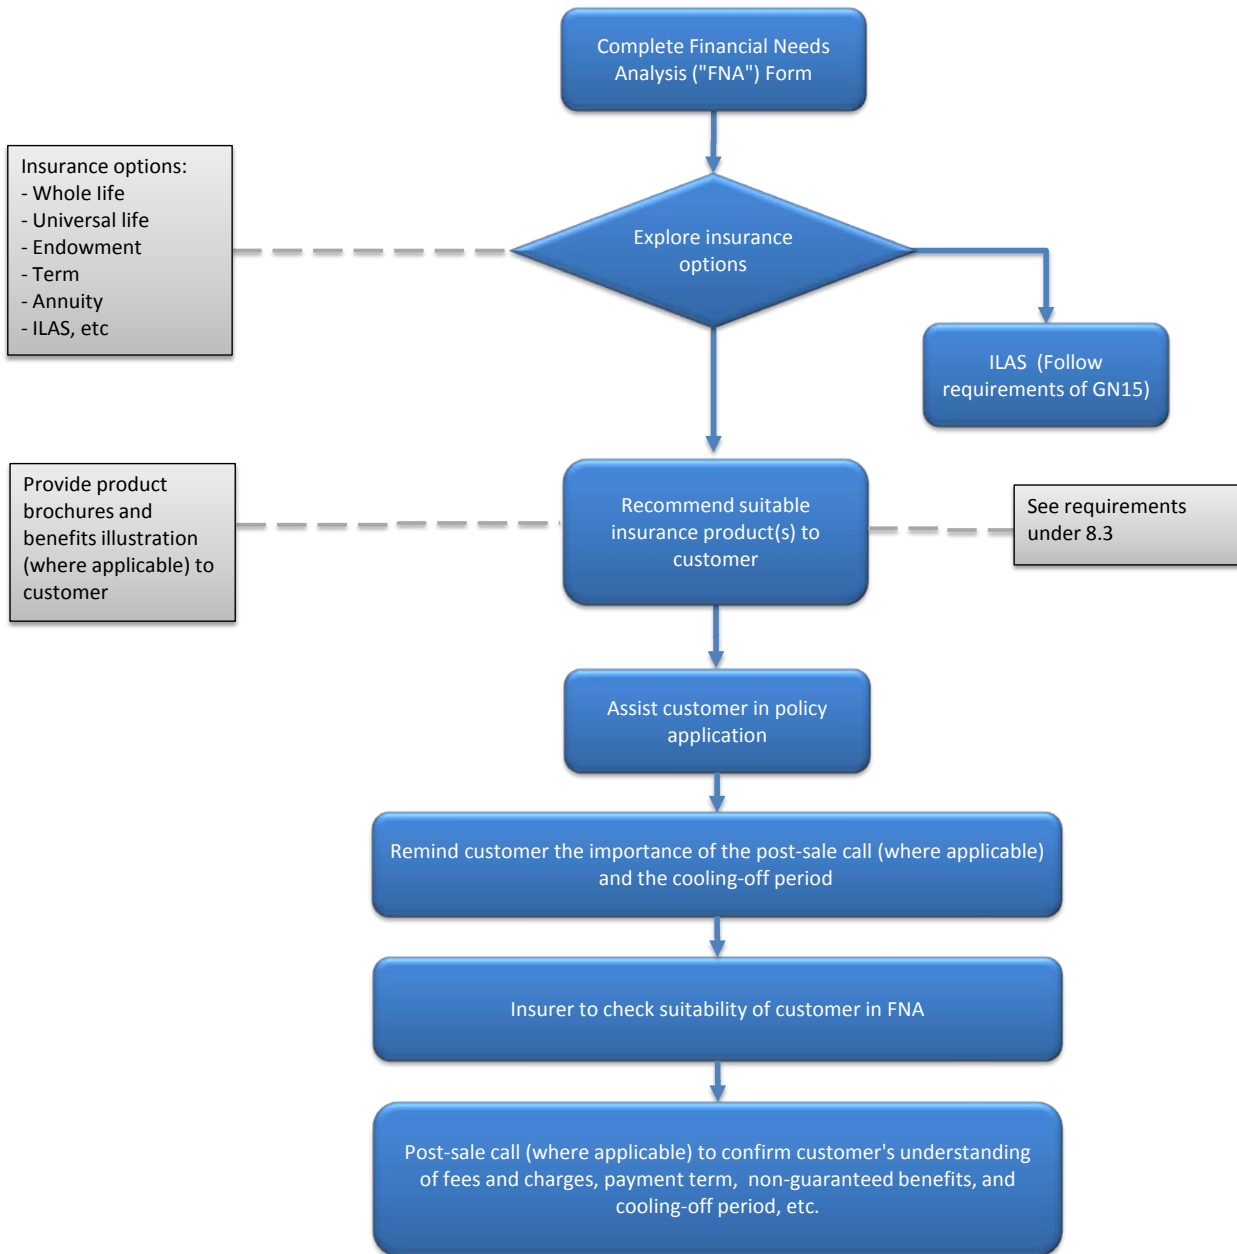 Complete Financial Needs
Analysis ("FNA") Form
Insurance options:
- Whole life
- Universal life
- Endowment
- Term
- Annuity
- ILAS, etc
Explore insurance
options
ILAS  (Follow
requirements of GN15)
Provide product
brochures and
benefits illustration
(where applicable) to
customer
Recommend suitable
insurance product(s) to
customer
See requirements
under 8.3
Assist customer in policy
application
Remind customer the importance of the post-sale call (where applicable)
and the cooling-off period
Insurer to check suitability of customer in FNA
Post-sale call (where applicable) to confirm customer's understanding
of fees and charges, payment term,  non-guaranteed benefits, and
cooling-off period, etc.